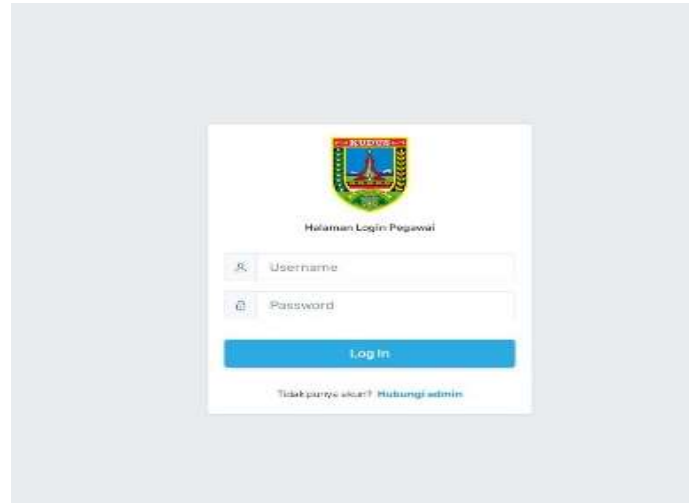 KUDUS
Halaman Login Pegawai
Username
Password
Log In
Tidak punya akun? Hubungi admin